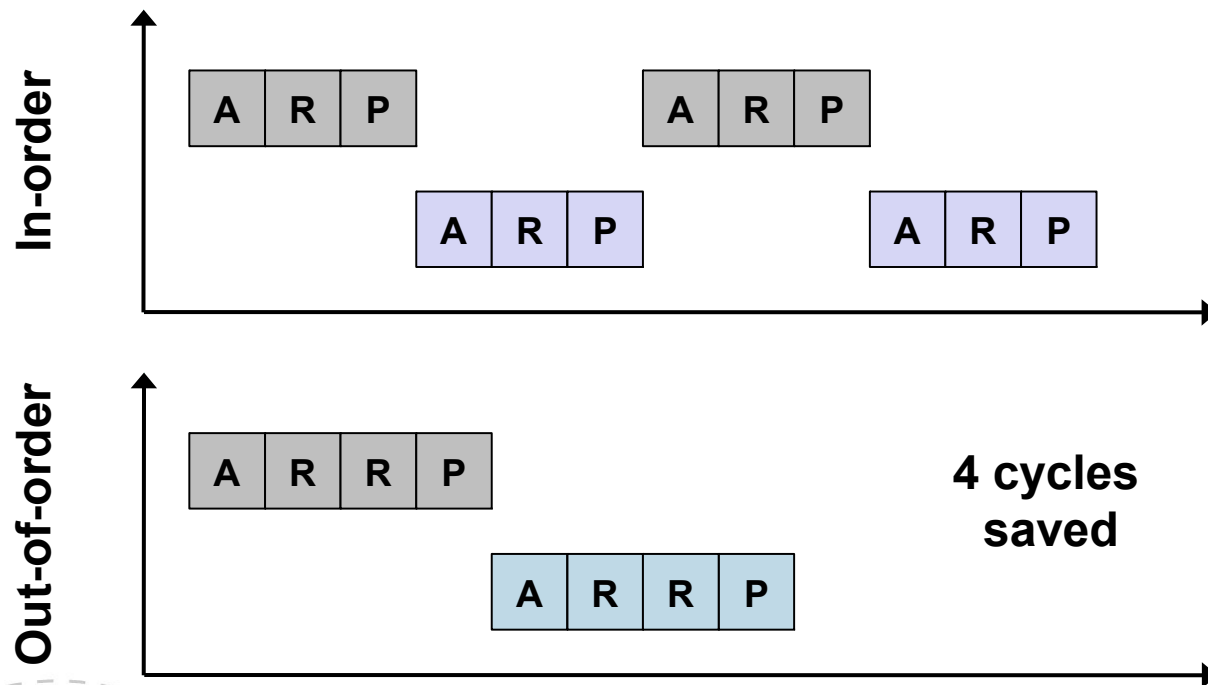 In-order
A R P
A R P
A R P
A R P
Out-of-order
A R R P
A R R P
4 cycles
saved